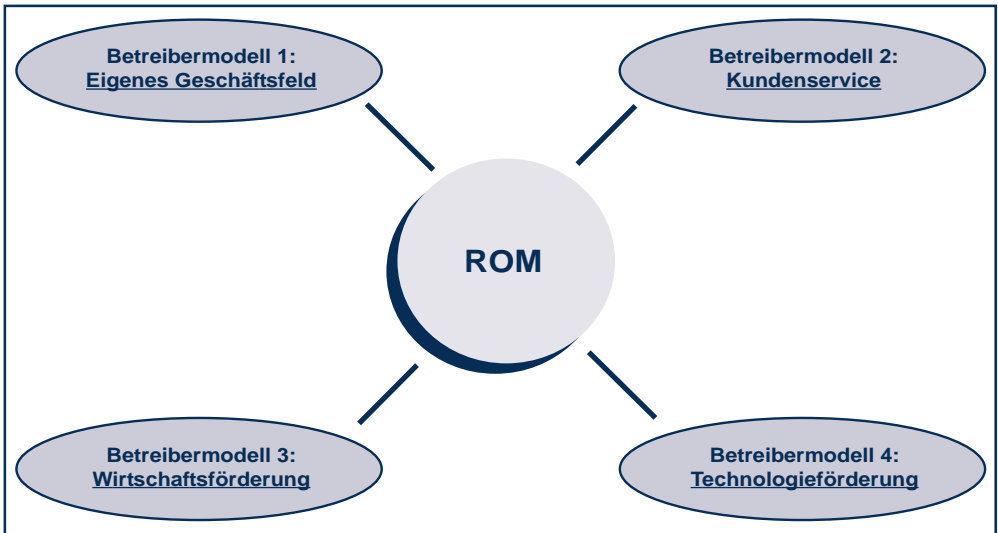 Betreibermodell 1:
Eigenes Geschäftsfeld
Betreibermodell 2:
Kundenservice
ROM
Betreibermodell 3:
Wirtschaftsförderung
Betreibermodell 4:
Technologieförderung